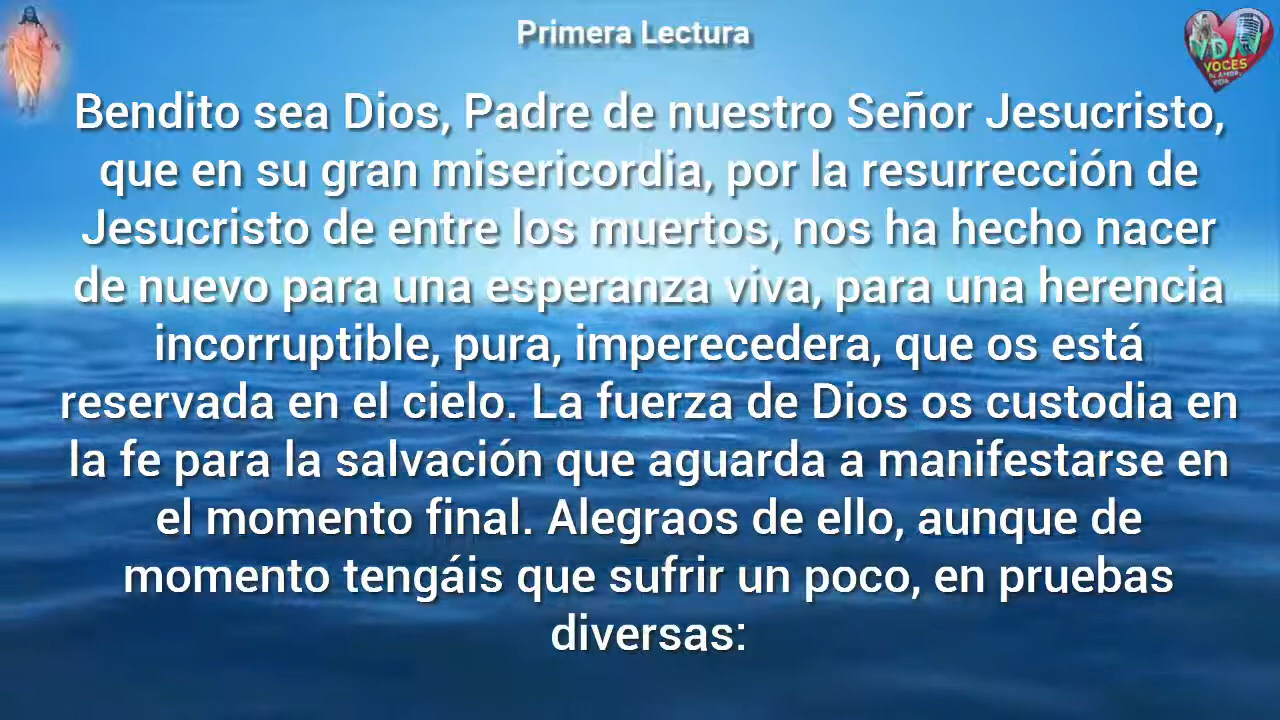 Primera Lectura
VDAV
VOCES
Bendito sea Dios, Padre de nuestro Señor Jesucristo,
que en su gran misericordia, por la resurrección de
Jesucristo de entre los muertos, nos ha hecho nacer
de nuevo para una esperanza viva, para una herencia
incorruptible, pura, imperecedera, que os está
reservada en el cielo. La fuerza de Dios os custodia en
la fe para la salvación que aguarda a manifestarse en
el momento final. Alegraos de ello, aunque de
momento tengáis que sufrir un poco, en pruebas
diversas: